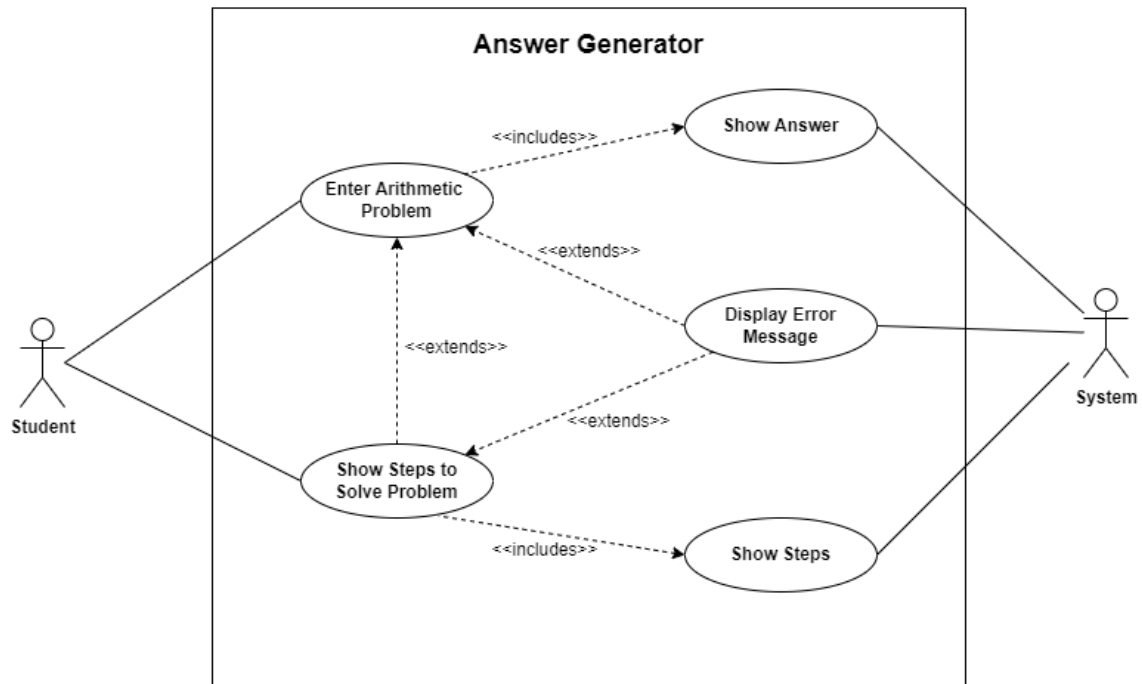 Answer Generator
Show Answer
<<includes>>
Enter Arithmetic
Problem
<<extends>>
Display Error
Message
<<extends>>
Student
System
<<extends>>
Show Steps to
Solve Problem
<<includes>>
Show Steps